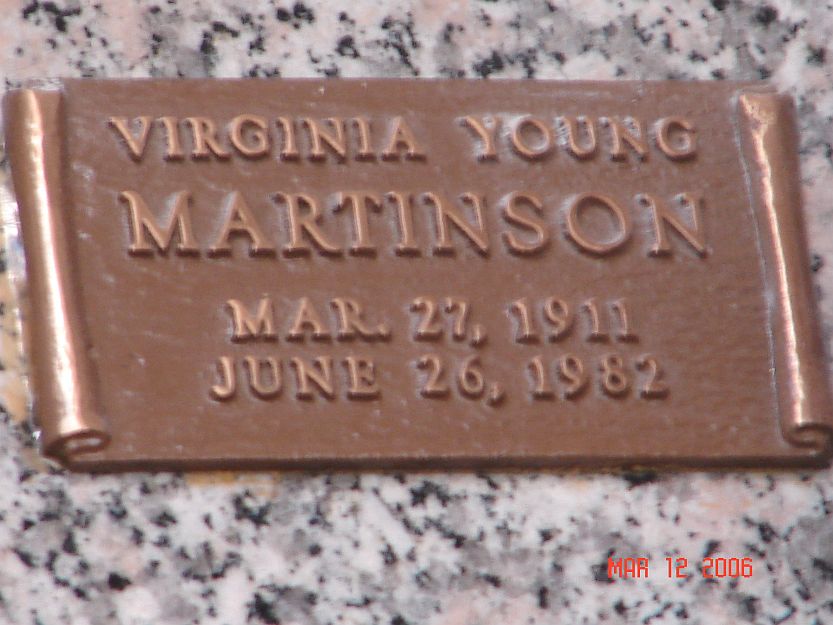 VIRGINIA YOUNG
MARTINSON
MAR. 27, 1911
JUNE 26, 1982
MAR 12 2006